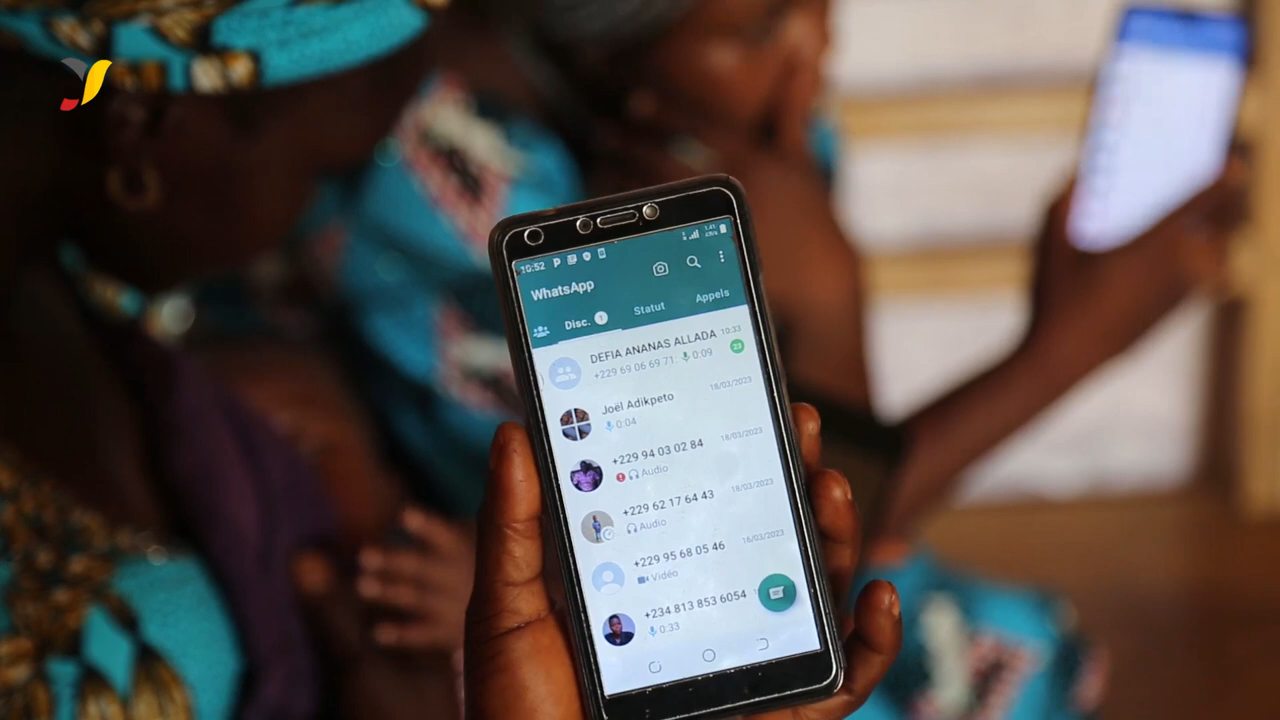 10:52
WhatsApp
Disc. 1 Statut Appels
DEFIA ANANAS ALLADA 10:33
+229 69 06 69 71: 0:09 23
Joël Adikpeto 18/03/2023
0:04
+229 94 03 02 84 18/03/2023
Audio
+229 62 17 64 43 18/03/2023
Audio
+229 95 68 05 46 16/03/2023
Vidéo
+234 813 853 6054
0:33